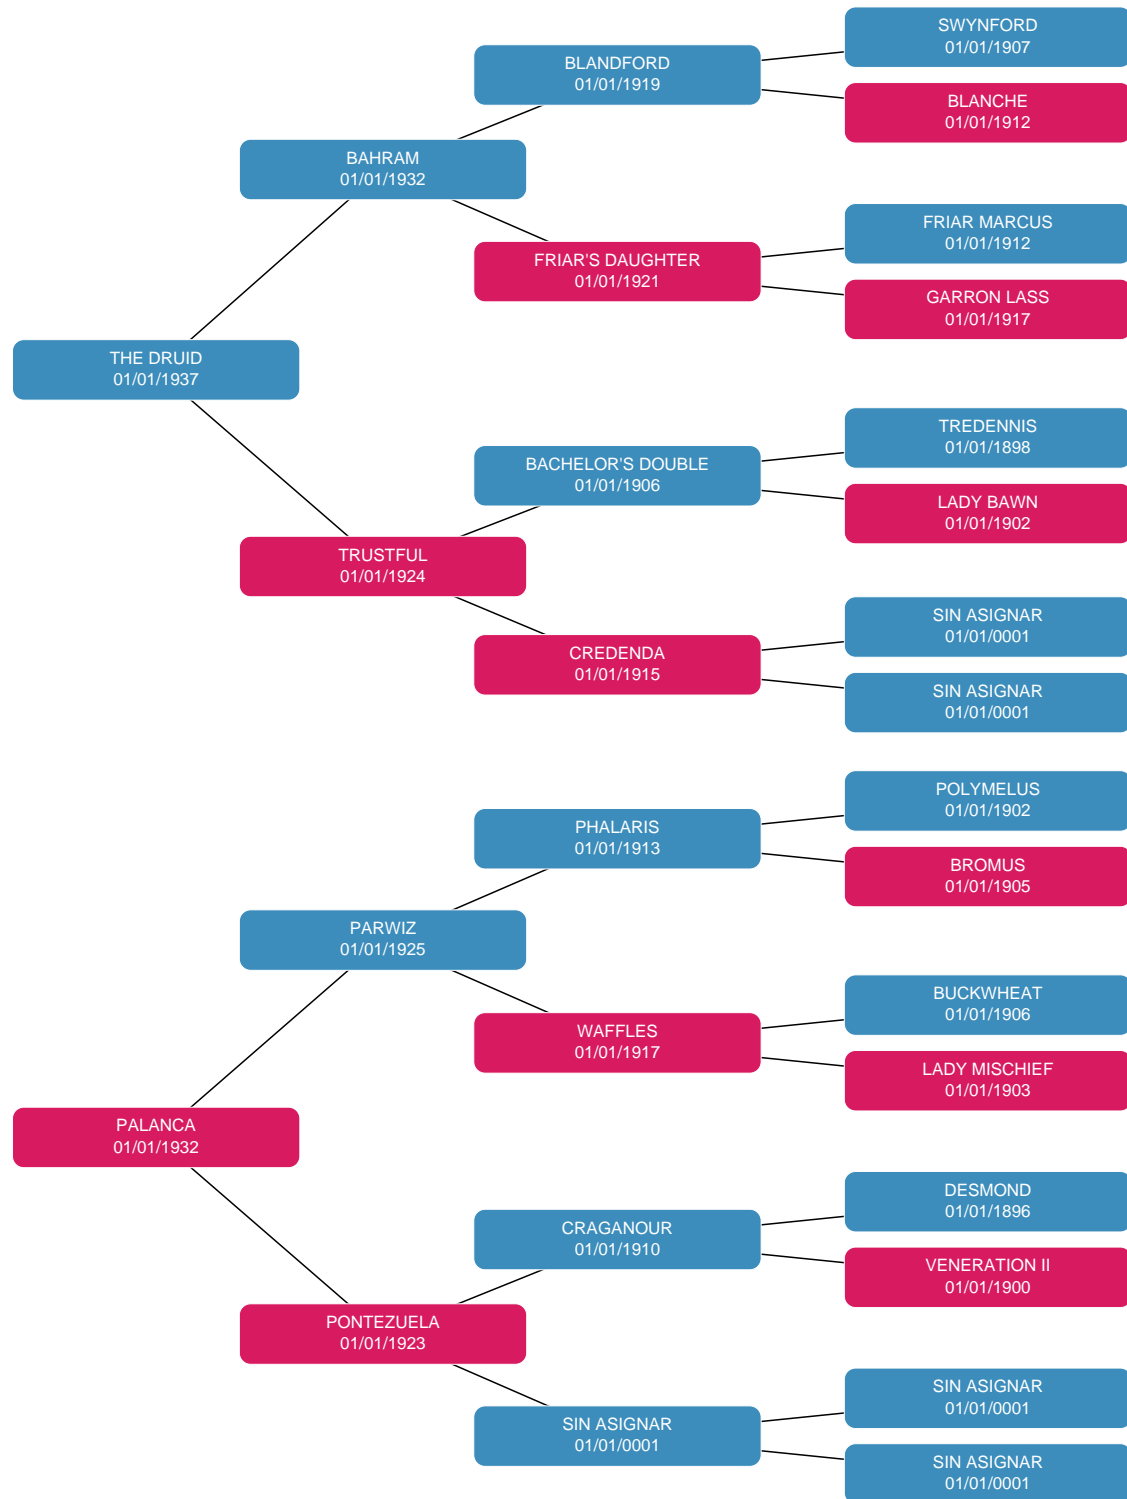 SWYNFORD
01/01/1907
BLANDFORD
01/01/1919
BLANCHE
01/01/1912
BAHRAM
01/01/1932
FRIAR MARCUS
01/01/1912
FRIAR'S DAUGHTER
01/01/1921
GARRON LASS
01/01/1917
THE DRUID
01/01/1937
TREDENNIS
01/01/1898
BACHELOR'S DOUBLE
01/01/1906
LADY BAWN
01/01/1902
TRUSTFUL
01/01/1924
SIN ASIGNAR
01/01/0001
CREDENDA
01/01/1915
SIN ASIGNAR
01/01/0001
POLYMELUS
01/01/1902
PHALARIS
01/01/1913
BROMUS
01/01/1905
PARWIZ
01/01/1925
BUCKWHEAT
01/01/1906
WAFFLES
01/01/1917
LADY MISCHIEF
01/01/1903
PALANCA
01/01/1932
DESMOND
01/01/1896
CRAGANOUR
01/01/1910
VENERATION II
01/01/1900
PONTEZUELA
01/01/1923
SIN ASIGNAR
01/01/0001
SIN ASIGNAR
01/01/0001
SIN ASIGNAR
01/01/0001